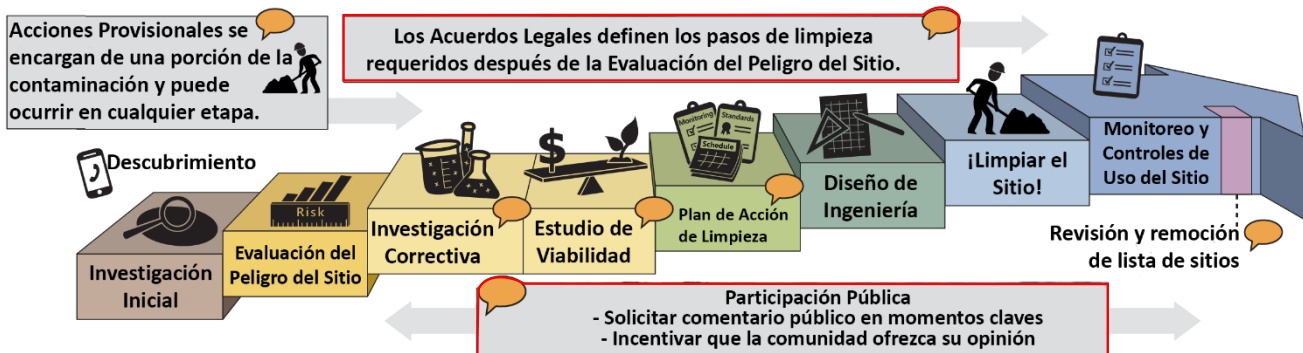 Acciones Provisionales se
encargan de una porción de la
contaminación y puede
ocurrir en cualquier etapa.
Los Acuerdos Legales definen los pasos de limpieza
requeridos después de la Evaluación del Peligro del Sitio.
Descubrimiento
Investigación
Inicial
Risk
Evaluación del
Peligro del Sitio
Investigación
Correctiva
$
Estudio de
Viabilidad
Monitoring
Standards
Schedule
Plan de Acción
de Limpieza
Diseño de
Ingeniería
¡Limpiar el
Sitio!
Monitoreo y
Controles de
Uso del Sitio
Revisión y remoción
de lista de sitios
Participación Pública
- Solicitar comentario público en momentos claves
- Incentivar que la comunidad ofrezca su opinión